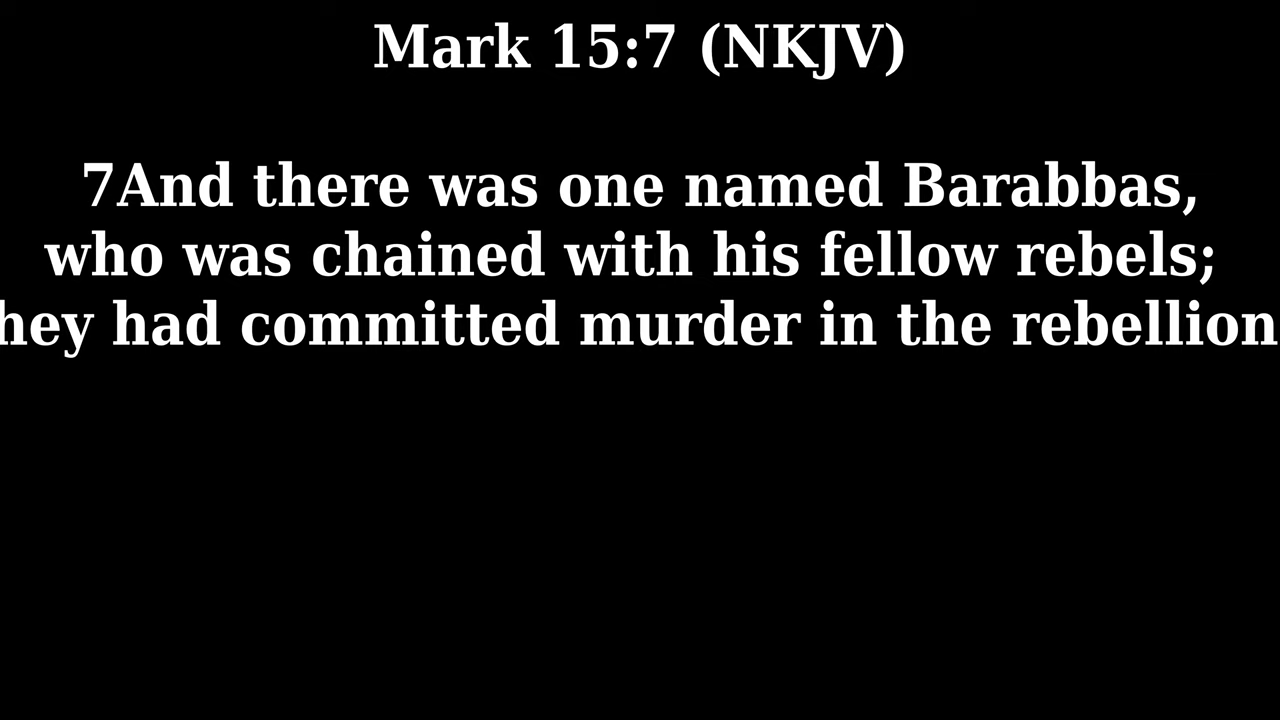 Mark 15:7 (NKJV)
7And there was one named Barabbas,
who was chained with his fellow rebels;
hey had committed murder in the rebellion